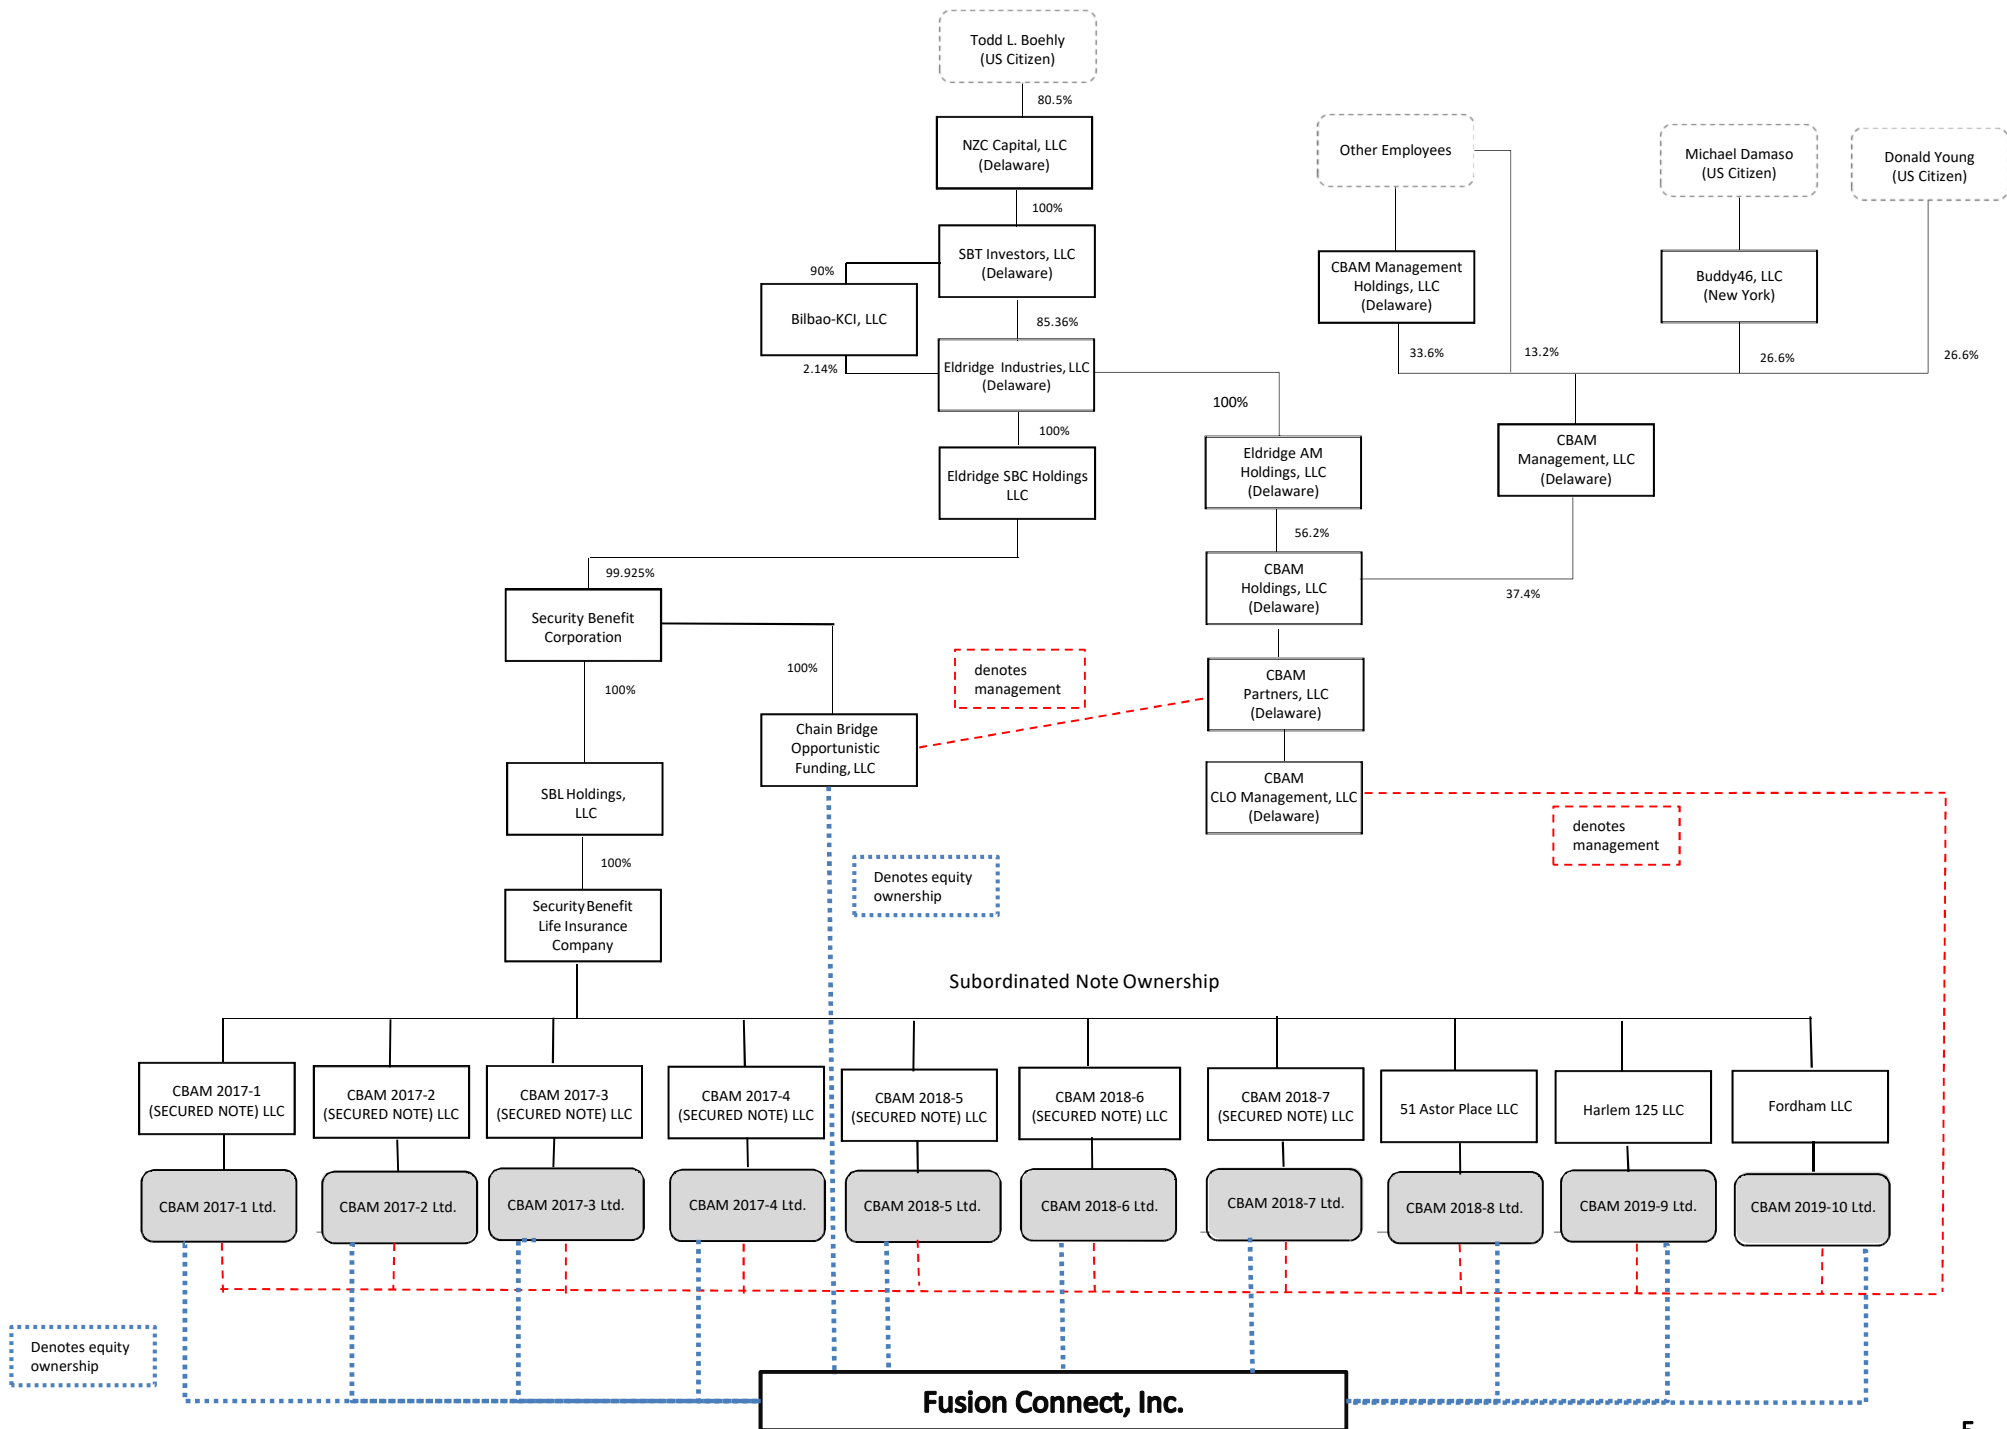 Todd L. Boehly
(US Citizen)
80.5%
NZC Capital, LLC
(Delaware)
Other Employees
Michael Damaso
(US Citizen)
Donald Young
(US Citizen)
100%
SBT Investors, LLC
(Delaware)
90%
CBAM Management
Holdings, LLC
(Delaware)
Buddy46, LLC
(New York)
Bilbao-KCI, LLC
85.36%
33.6%
13.2%
26.6%
26.6%
2.14%
Eldridge Industries, LLC
(Delaware)
100%
100%
Eldridge SBC Holdings
LLC
Eldridge AM
Holdings, LLC
(Delaware)
CBAM
Management, LLC
(Delaware)
56.2%
99.925%
CBAM
Holdings, LLC
(Delaware)
37.4%
Security Benefit
Corporation
100%
100%
denotes
management
CBAM
Partners, LLC
(Delaware)
Chain Bridge
Opportunistic
Funding, LLC
SBL Holdings,
LLC
CBAM
CLO Management, LLC
(Delaware)
denotes
management
100%
Denotes equity
ownership
Security Benefit
Life Insurance
Company
Subordinated Note Ownership
CBAM 2017-1
(SECURED NOTE) LLC
CBAM 2017-2
(SECURED NOTE) LLC
CBAM 2017-3
(SECURED NOTE) LLC
CBAM 2017-4
(SECURED NOTE) LLC
CBAM 2018-5
(SECURED NOTE) LLC
CBAM 2018-6
(SECURED NOTE) LLC
CBAM 2018-7
(SECURED NOTE) LLC
51 Astor Place LLC
Harlem 125 LLC
Fordham LLC
CBAM 2017-1 Ltd.
CBAM 2017-2 Ltd.
CBAM 2017-3 Ltd.
CBAM 2017-4 Ltd.
CBAM 2018-5 Ltd.
CBAM 2018-6 Ltd.
CBAM 2018-7 Ltd.
CBAM 2018-8 Ltd.
CBAM 2019-9 Ltd.
CBAM 2019-10 Ltd.
Denotes equity
ownership
Fusion Connect, Inc.